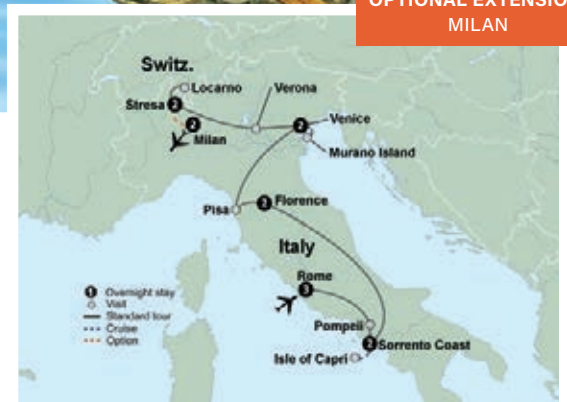 OPTIONAL EXTENSIO
MILAN
Switz.
Locarno
Verona
Stresa 2
2
Milan
2 Venice
Murano Island
Pisa
2 Florence
Italy
Rome
3
Pompeii
2 Sorrento Coast
Isle of Capri
1 Overnight stay
Visit
Standard tour
Cruise
Option